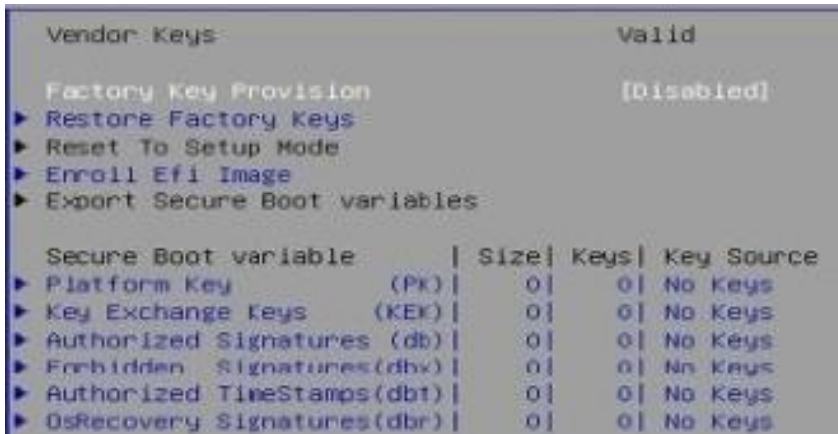 Vendor Keys Valid
Factory Key Provision [Disabled]
Restore Factory Keys
Reset To Setup Mode
Enroll Efi Image
Export Secure Boot variables
Secure Boot variable | Size| Keys| Key Source
Platform Key (PK)| 0| 0| No Keys
Key Exchange Keys (KEK)| 0| 0| No Keys
Authorized Signatures (db)| 0| 0| No Keys
Forbidden Signatures(dbx)| 0| 0| No Keys
Authorized TimeStamps(dbt)| 0| 0| No Keys
OsRecovery Signatures(dbr)| 0| 0| No Keys